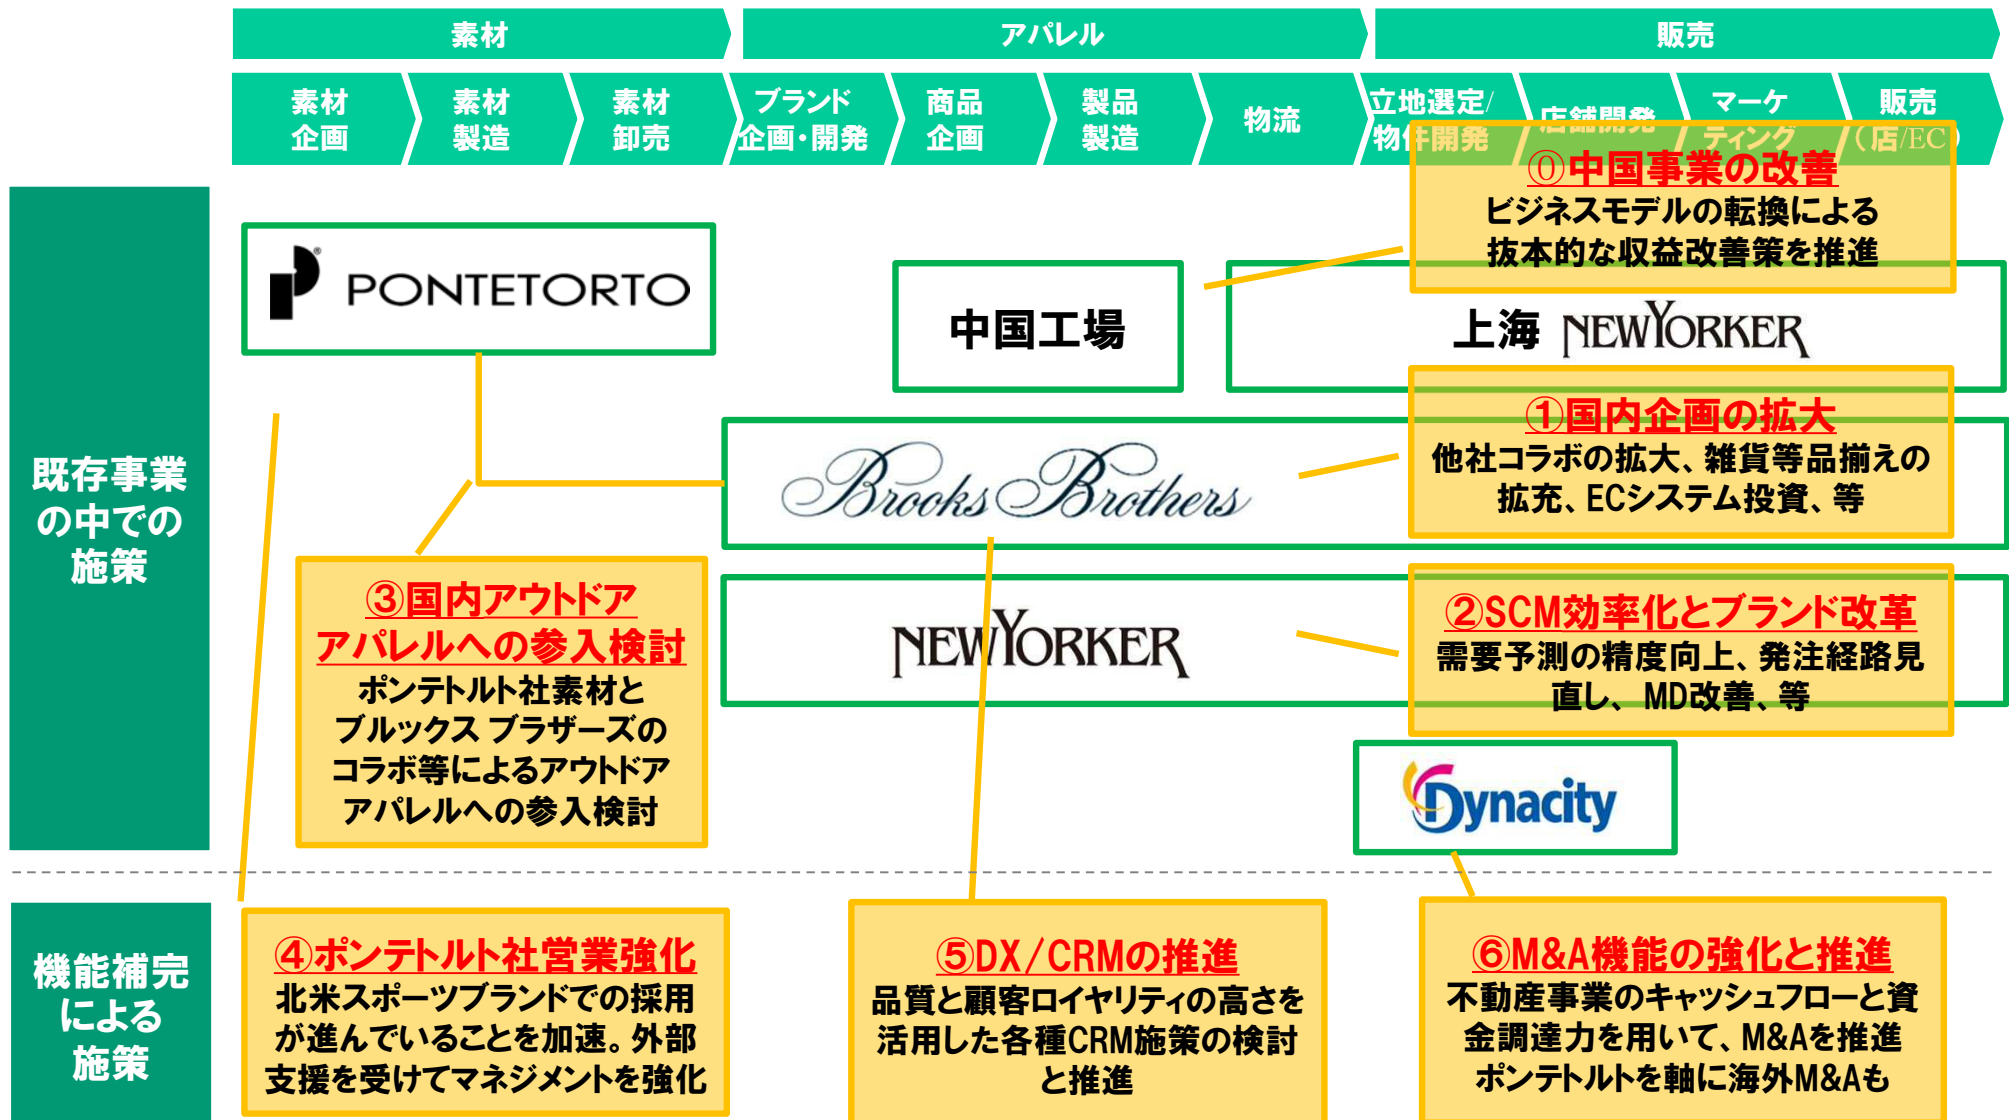 素材
アパレル
販売
素材
企画
素材
製造
素材
卸売
ブランド
企画・開発
商品
企画
製品
製造
物流
立地選定/
物件開発
店舗開発
マーケ
ティング
販売
（店/EC）
既存事業
の中での
施策
PONTETORTO
中国工場
⓪中国事業の改善
ビジネスモデルの転換による
抜本的な収益改善策を推進
上海 NEWYORKER
Brooks Brothers
①国内企画の拡大
他社コラボの拡大、雑貨等品揃えの
拡充、ECシステム投資、等
③国内アウトドア
アパレルへの参入検討
ポンテトルト社素材と
ブルックス ブラザーズの
コラボ等によるアウトドア
アパレルへの参入検討
NEWYORKER
②SCM効率化とブランド改革
需要予測の精度向上、発注経路見
直し、MD改善、等
Dynacity
機能補完
による
施策
④ポンテトルト社営業強化
北米スポーツブランドでの採用
が進んでいることを加速。外部
支援を受けてマネジメントを強化
⑤DX/CRMの推進
品質と顧客ロイヤリティの高さを
活用した各種CRM施策の検討
と推進
⑥M&A機能の強化と推進
不動産事業のキャッシュフローと資
金調達力を用いて、M&Aを推進
ポンテトルトを軸に海外M&Aも